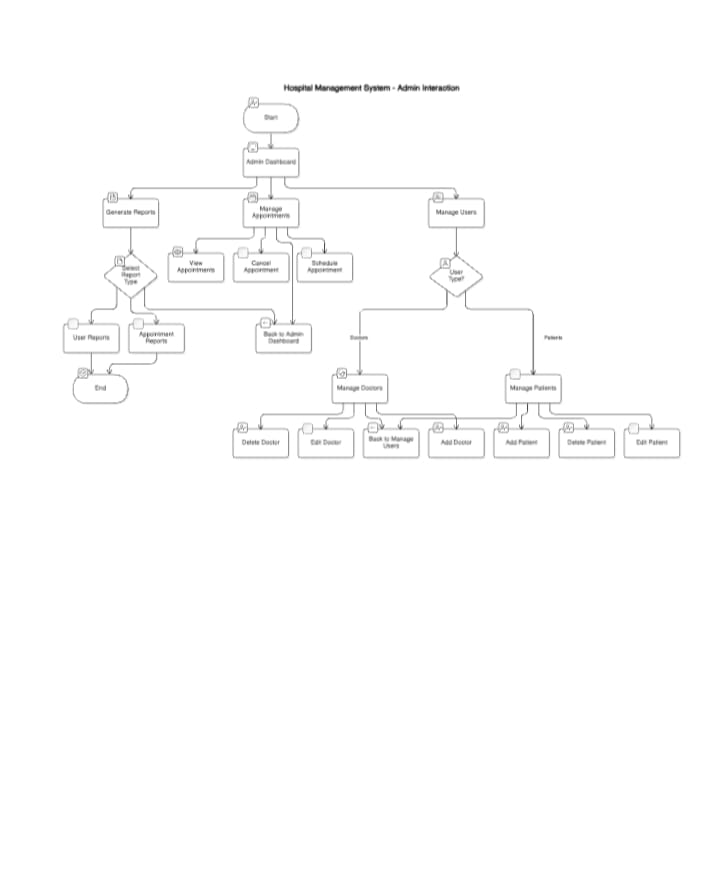 Hospital Management System - Admin Interaction
Start
Admin Dashboard
Generate Reports
Manage
Appointments
Manage Users
Select
Report
Type
View
Appointments
Cancel
Appointment
Schedule
Appointment
User
Type?
User Reports
Appointment
Reports
Back to Admin
Dashboard
Doctors
Patients
End
Manage Doctors
Manage Patients
Delete Doctor
Edit Doctor
Back to Manage
Users
Add Doctor
Add Patient
Delete Patient
Edit Patient